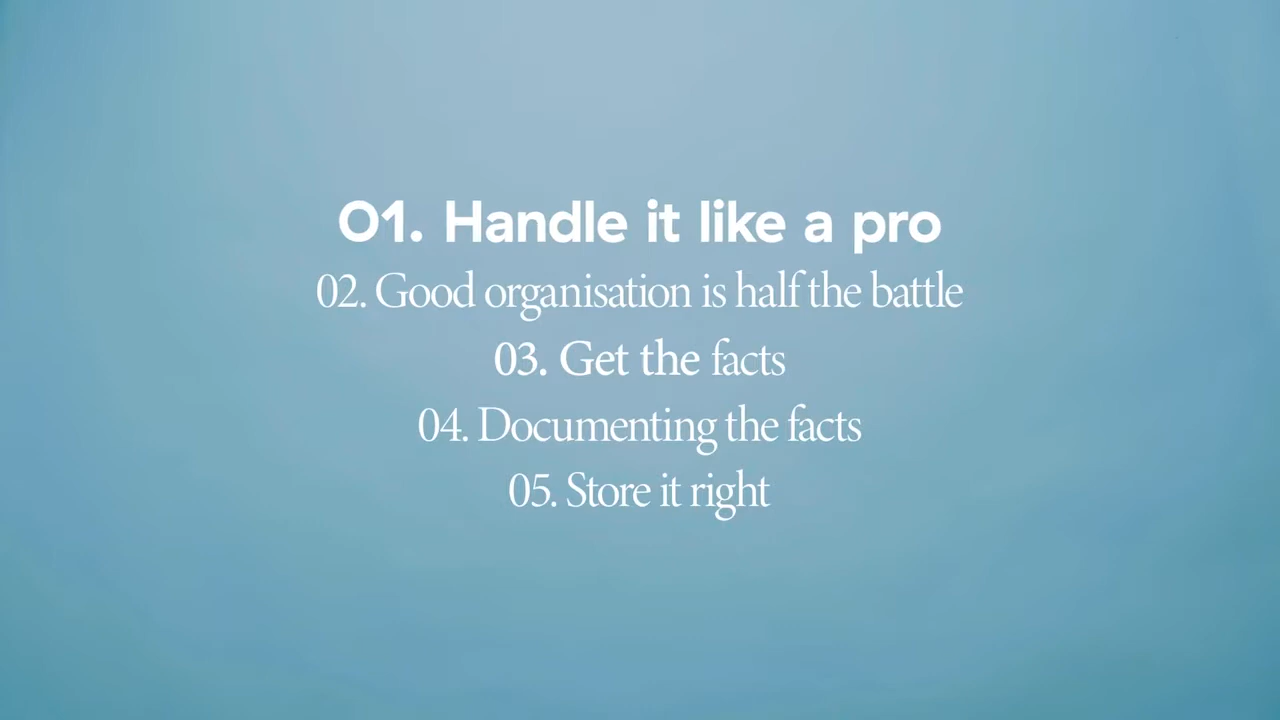 01. Handle it like a pro
02. Good organisation is half the battle
03. Get the facts
04. Documenting the facts
05. Store it right